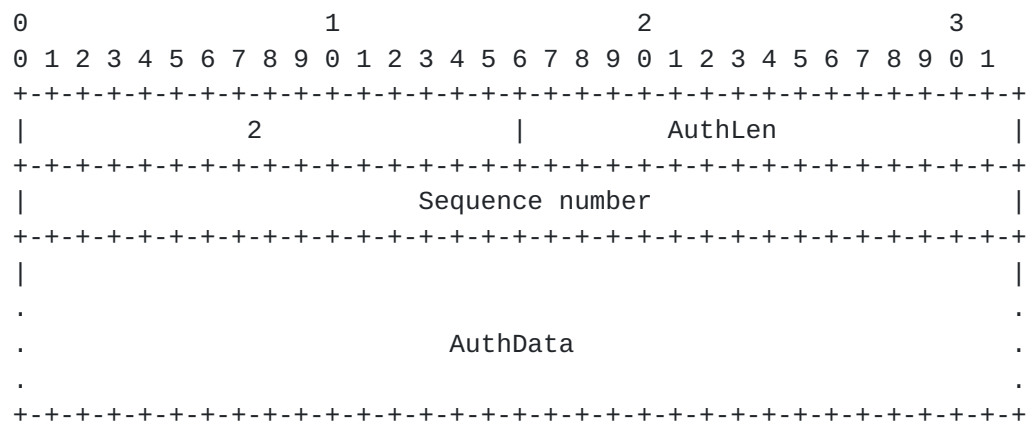 0                   1                   2                   3
0 1 2 3 4 5 6 7 8 9 0 1 2 3 4 5 6 7 8 9 0 1 2 3 4 5 6 7 8 9 0 1
+-+-+-+-+-+-+-+-+-+-+-+-+-+-+-+-+-+-+-+-+-+-+-+-+-+-+-+-+-+-+-+-+
|              2                |         AuthLen               |
+-+-+-+-+-+-+-+-+-+-+-+-+-+-+-+-+-+-+-+-+-+-+-+-+-+-+-+-+-+-+-+-+
|                         Sequence number                       |
+-+-+-+-+-+-+-+-+-+-+-+-+-+-+-+-+-+-+-+-+-+-+-+-+-+-+-+-+-+-+-+-+
|                                                               |
.                                                               .
.                           AuthData                            .
.                                                               .
+-+-+-+-+-+-+-+-+-+-+-+-+-+-+-+-+-+-+-+-+-+-+-+-+-+-+-+-+-+-+-+-+